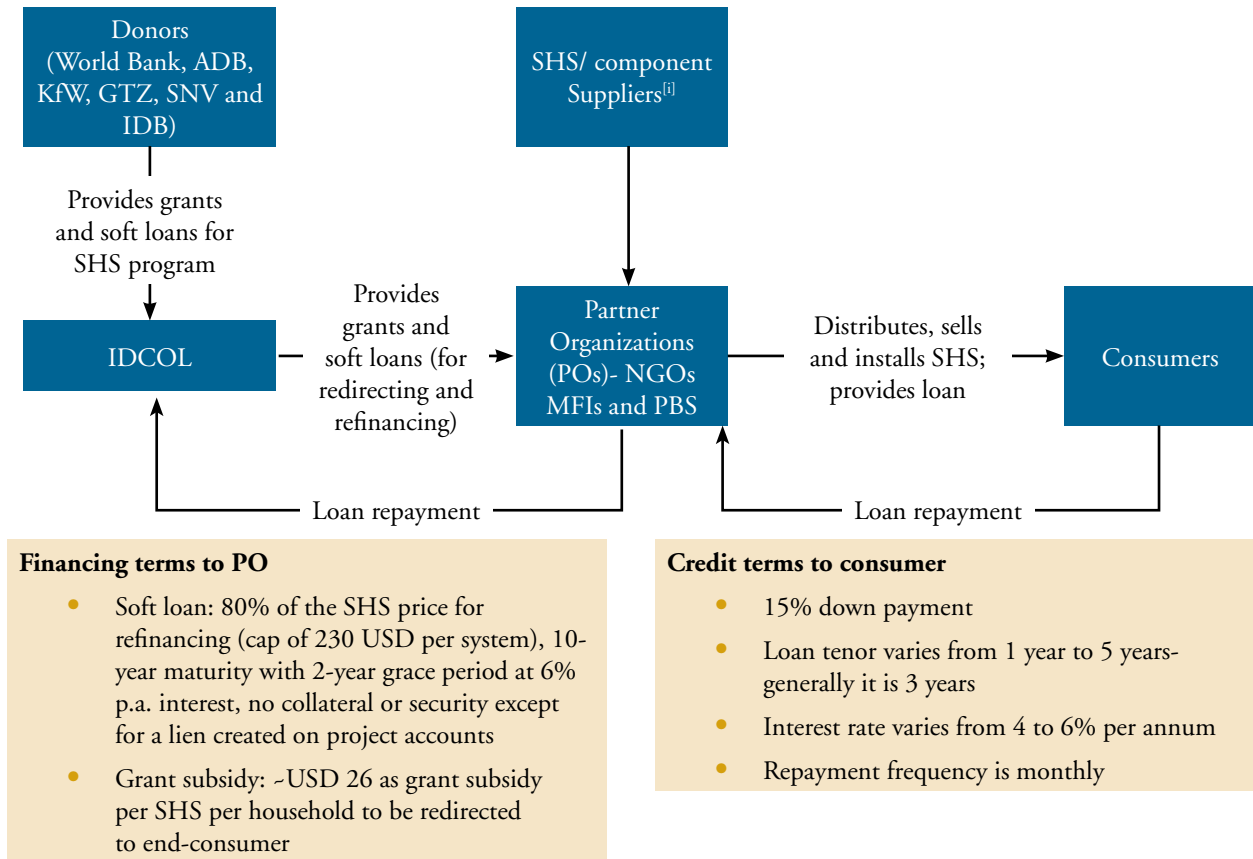 Donors
(World Bank, ADB,
KfW, GTZ, SNV and
IDB)
SHS/ component
Suppliers[i]
Provides grants
and soft loans for
SHS program
IDCOL
Provides
grants and
soft loans (for
redirecting and
refinancing)
Partner
Organizations
(POs)- NGOs
MFIs and PBS
Distributes, sells
and installs SHS;
provides loan
Consumers
Loan repayment
Loan repayment
Financing terms to PO
• Soft loan: 80% of the SHS price for
refinancing (cap of 230 USD per system), 10-
year maturity with 2-year grace period at 6%
p.a. interest, no collateral or security except
for a lien created on project accounts
• Grant subsidy: ~USD 26 as grant subsidy
per SHS per household to be redirected
to end-consumer
Credit terms to consumer
• 15% down payment
• Loan tenor varies from 1 year to 5 years-
generally it is 3 years
• Interest rate varies from 4 to 6% per annum
• Repayment frequency is monthly